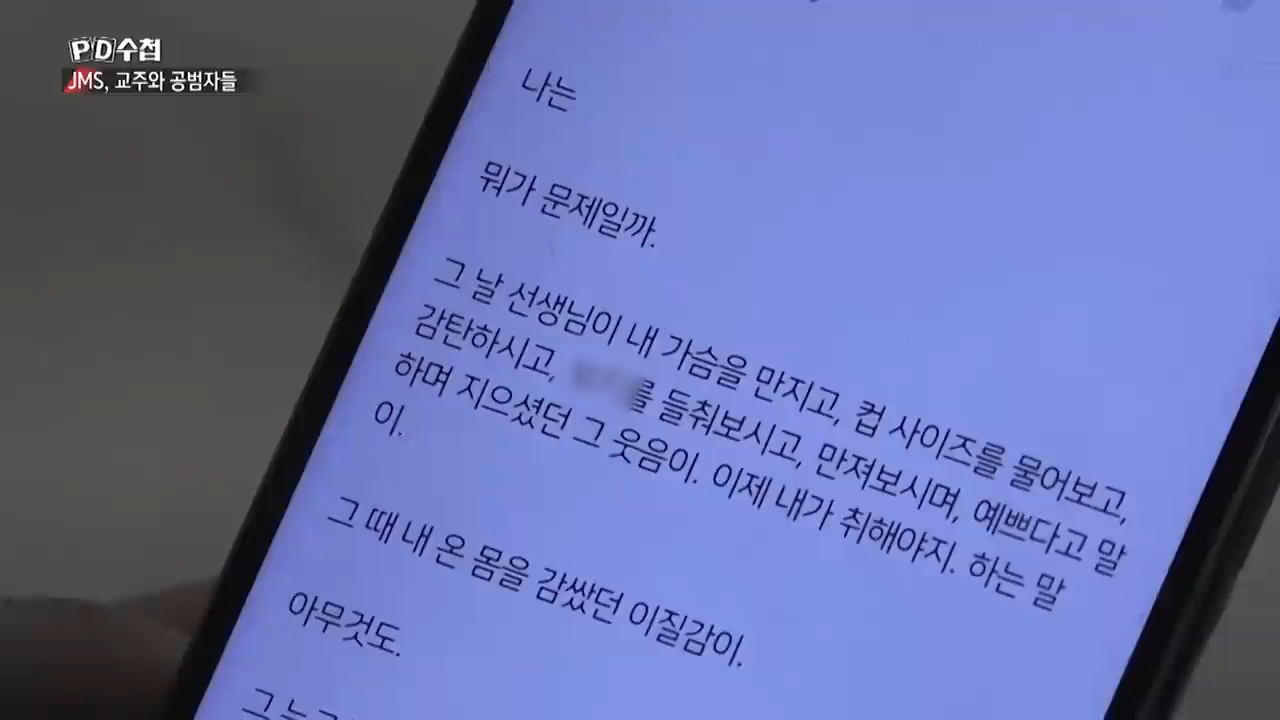 PD수첩
JMS, 교주와 공범자들
나는
뭐가 문제일까.
그 날 선생님이 내 가슴을 만지고, 컵 사이즈를 물어보고,
감탄하시고, 를 들춰보시고, 만져보시며, 예쁘다고 말
하며 지으셨던 그 웃음이. 이제 내가 취해야지. 하는 말
이.
그 때 내 온 몸을 감쌌던 이질감이.
아무것도.